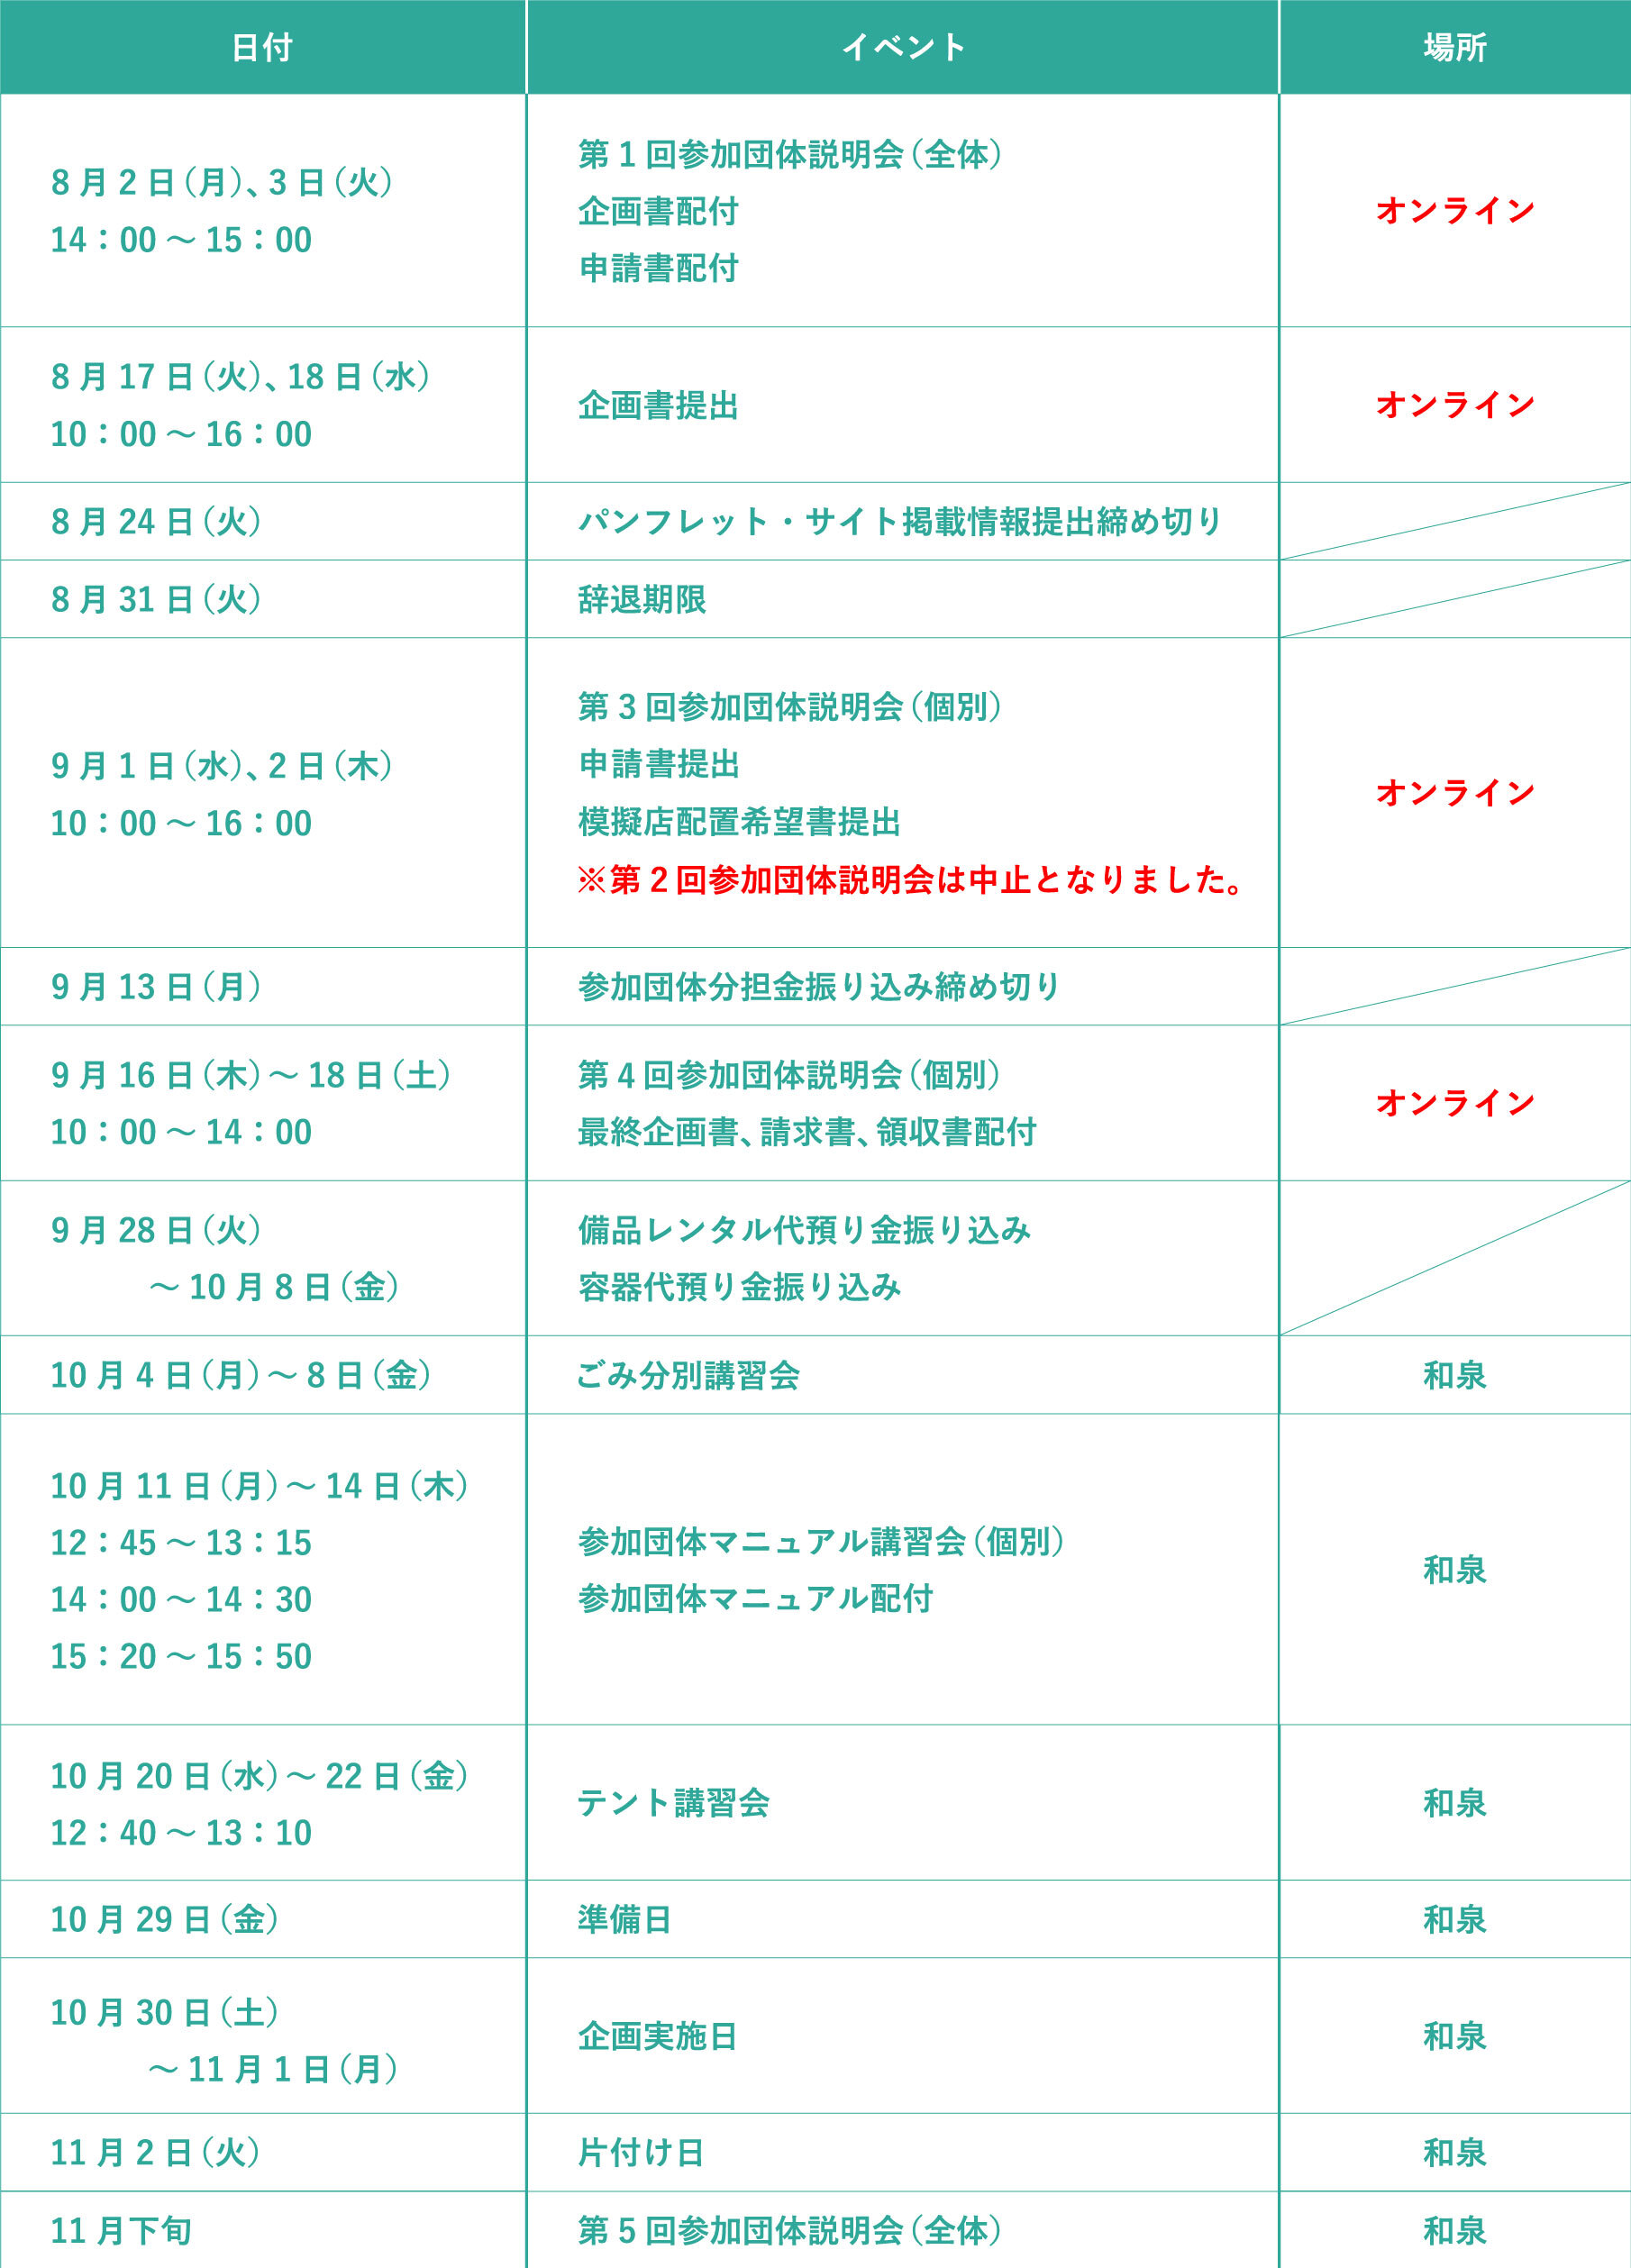 日付 イベント 場所
8月2日(月)、3日(火)
14:00〜15:00
第1回参加団体説明会(全体)
企画書配付
申請書配付
オンライン
8月17日(火)、18日(水)
10:00〜16:00
企画書提出
オンライン
8月24日(火)
パンフレット・サイト掲載情報提出締め切り
8月31日(火)
辞退期限
9月1日(水)、2日(木)
10:00〜16:00
第3回参加団体説明会(個別)
申請書提出
模擬店配置希望書提出
※第2回参加団体説明会は中止となりました。
オンライン
9月13日(月)
参加団体分担金振り込み締め切り
9月16日(木)〜18日(土)
10:00〜14:00
第4回参加団体説明会(個別)
最終企画書、請求書、領収書配付
オンライン
9月28日(火)
〜10月8日(金)
備品レンタル代預り金振り込み
容器代預り金振り込み
10月4日(月)〜8日(金)
ごみ分別講習会
和泉
10月11日(月)〜14日(木)
12:45〜13:15
14:00〜14:30
15:20〜15:50
参加団体マニュアル講習会(個別)
参加団体マニュアル配付
和泉
10月20日(水)〜22日(金)
12:40〜13:10
テント講習会
和泉
10月29日(金)
準備日
和泉
10月30日(土)
〜11月1日(月)
企画実施日
和泉
11月2日(火)
片付け日
和泉
11月下旬
第5回参加団体説明会(全体)
和泉